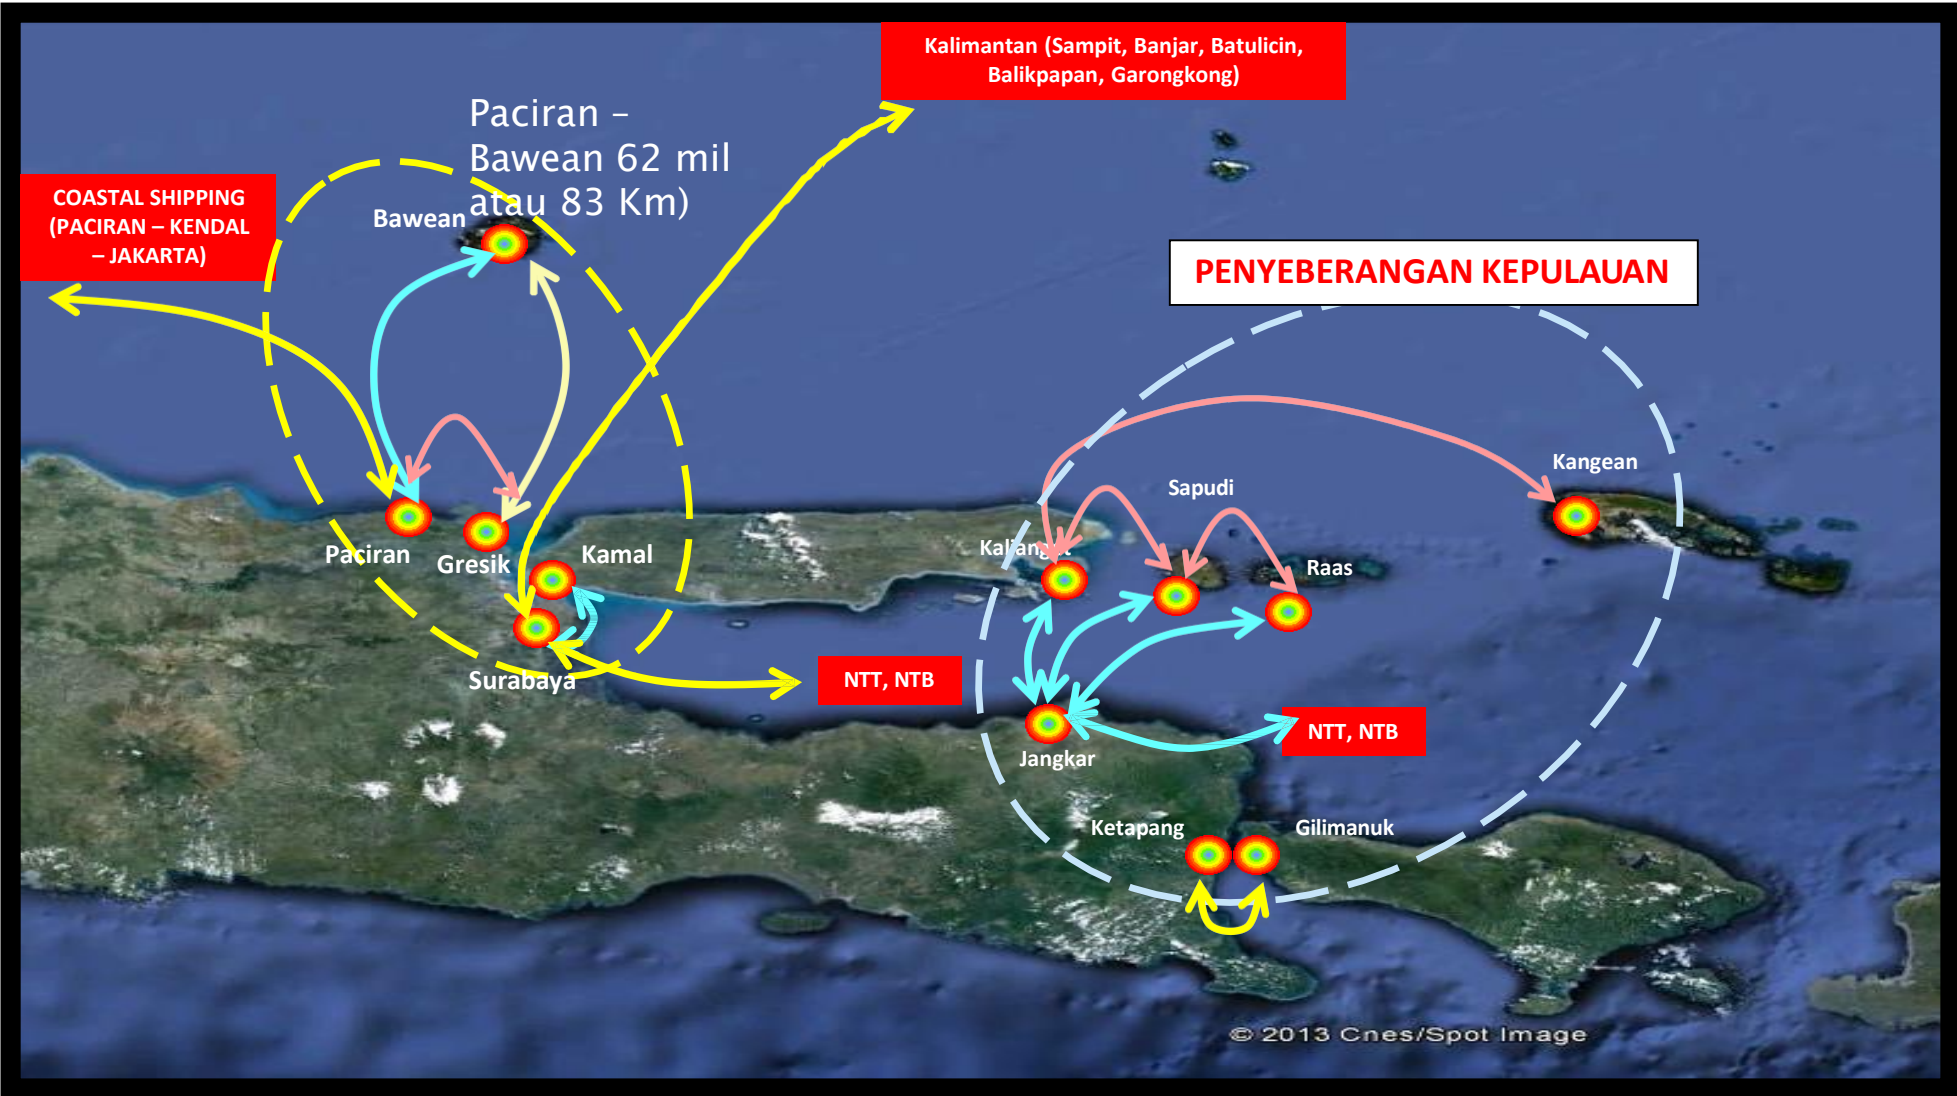 Kalimantan (Sampit, Banjar, Batulicin,
Balikpapan, Garongkong)
Paciran –
Bawean 62 mil
atau 83 Km)
COASTAL SHIPPING
(PACIRAN – KENDAL
– JAKARTA)
Bawean
PENYEBERANGAN KEPULAUAN
Kangean
Sapudi
Paciran
Gresik
Kamal
Kalianget
Raas
Surabaya
NTT, NTB
NTT, NTB
Jangkar
Ketapang
Gilimanuk
© 2013 Cnes/Spot Image